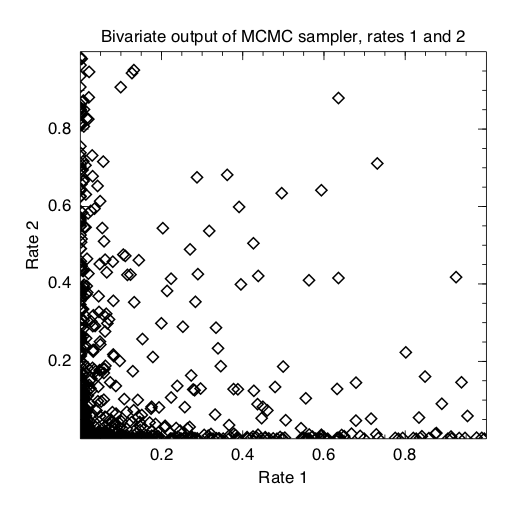 Bivariate output of MCMC sampler, rates 1 and 2
0.8
0.6
Rate 2
0.4
0.2
0.2 0.4 0.6 0.8
Rate 1